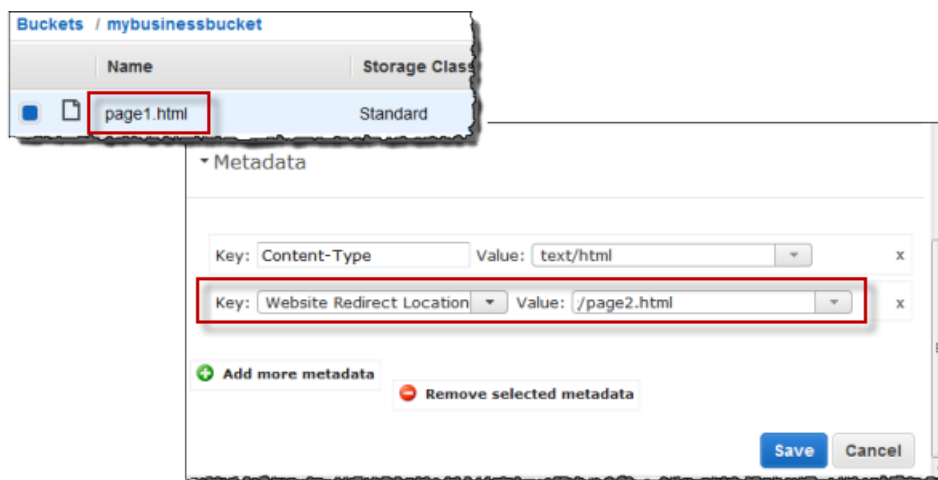 Buckets / mybusinessbucket
Name Storage Class
page1.html Standard
Metadata
Key: Content-Type Value: text/html x
Key: Website Redirect Location Value: /page2.html x
Add more metadata
Remove selected metadata
Save Cancel